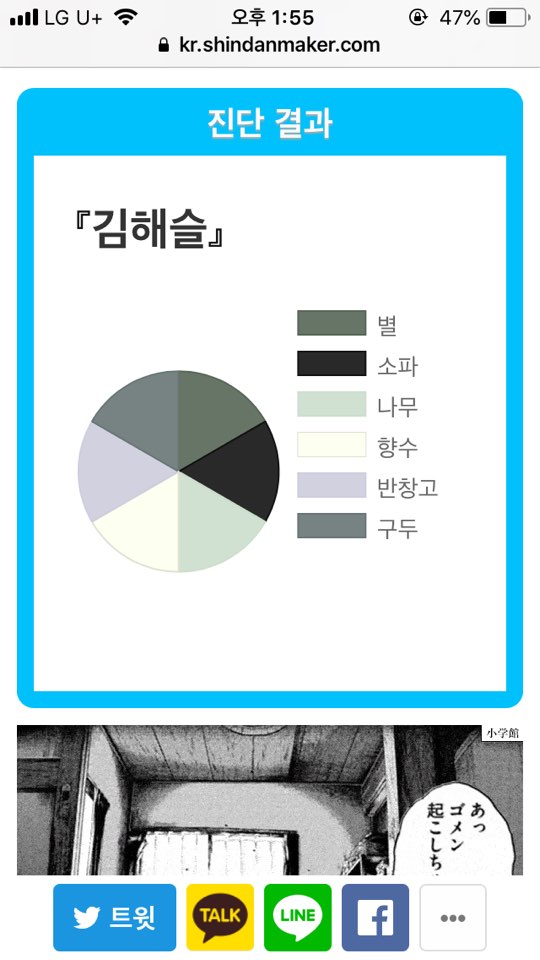 LG U+ 오후 1:55 47%
kr.shindanmaker.com
진단 결과
『김해슬』
별
소파
나무
향수
반창고
구두
小学館
あっ
ゴメン
起こしち
트윗 TALK LINE